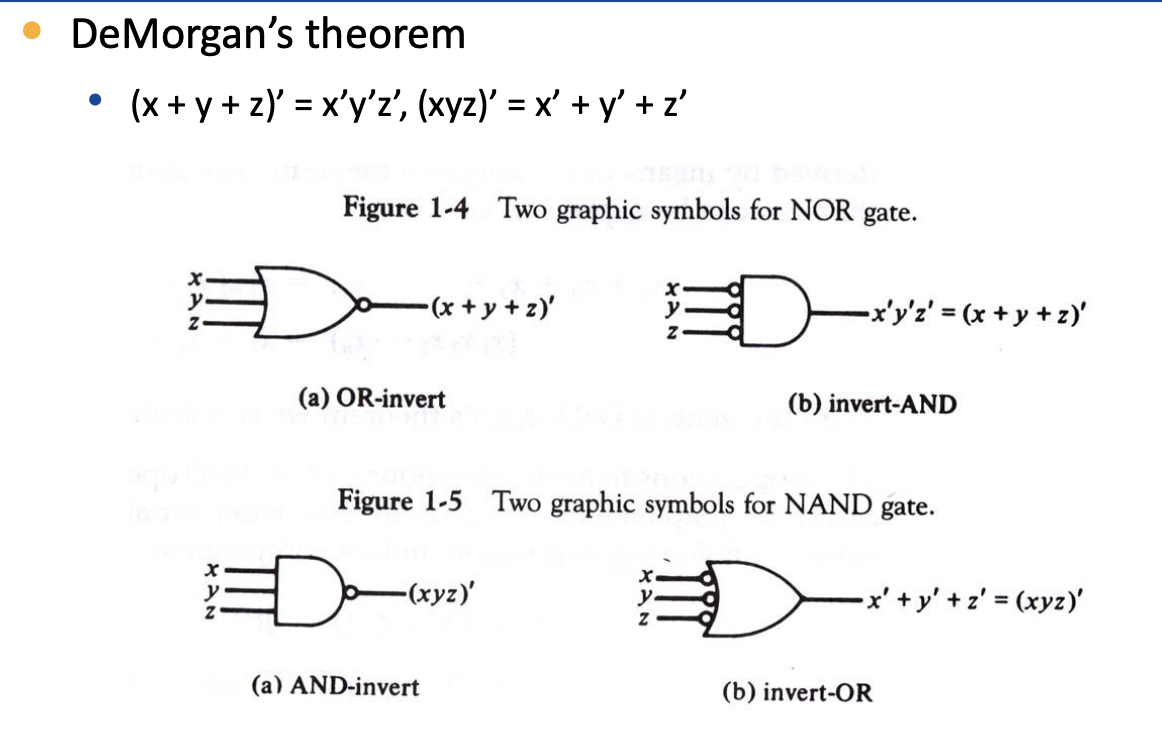 DeMorgan's theorem
(x + y + z)' = x'y'z', (xyz)' = x' + y' + z'
Figure 1-4 Two graphic symbols for NOR gate.
x
y
z
(x + y + z)'
x
y
z
x'y'z' = (x + y + z)'
(a) OR-invert
(b) invert-AND
Figure 1-5 Two graphic symbols for NAND gate.
x
y
z
(xyz)'
x
y
z
x' + y' + z' = (xyz)'
(a) AND-invert
(b) invert-OR